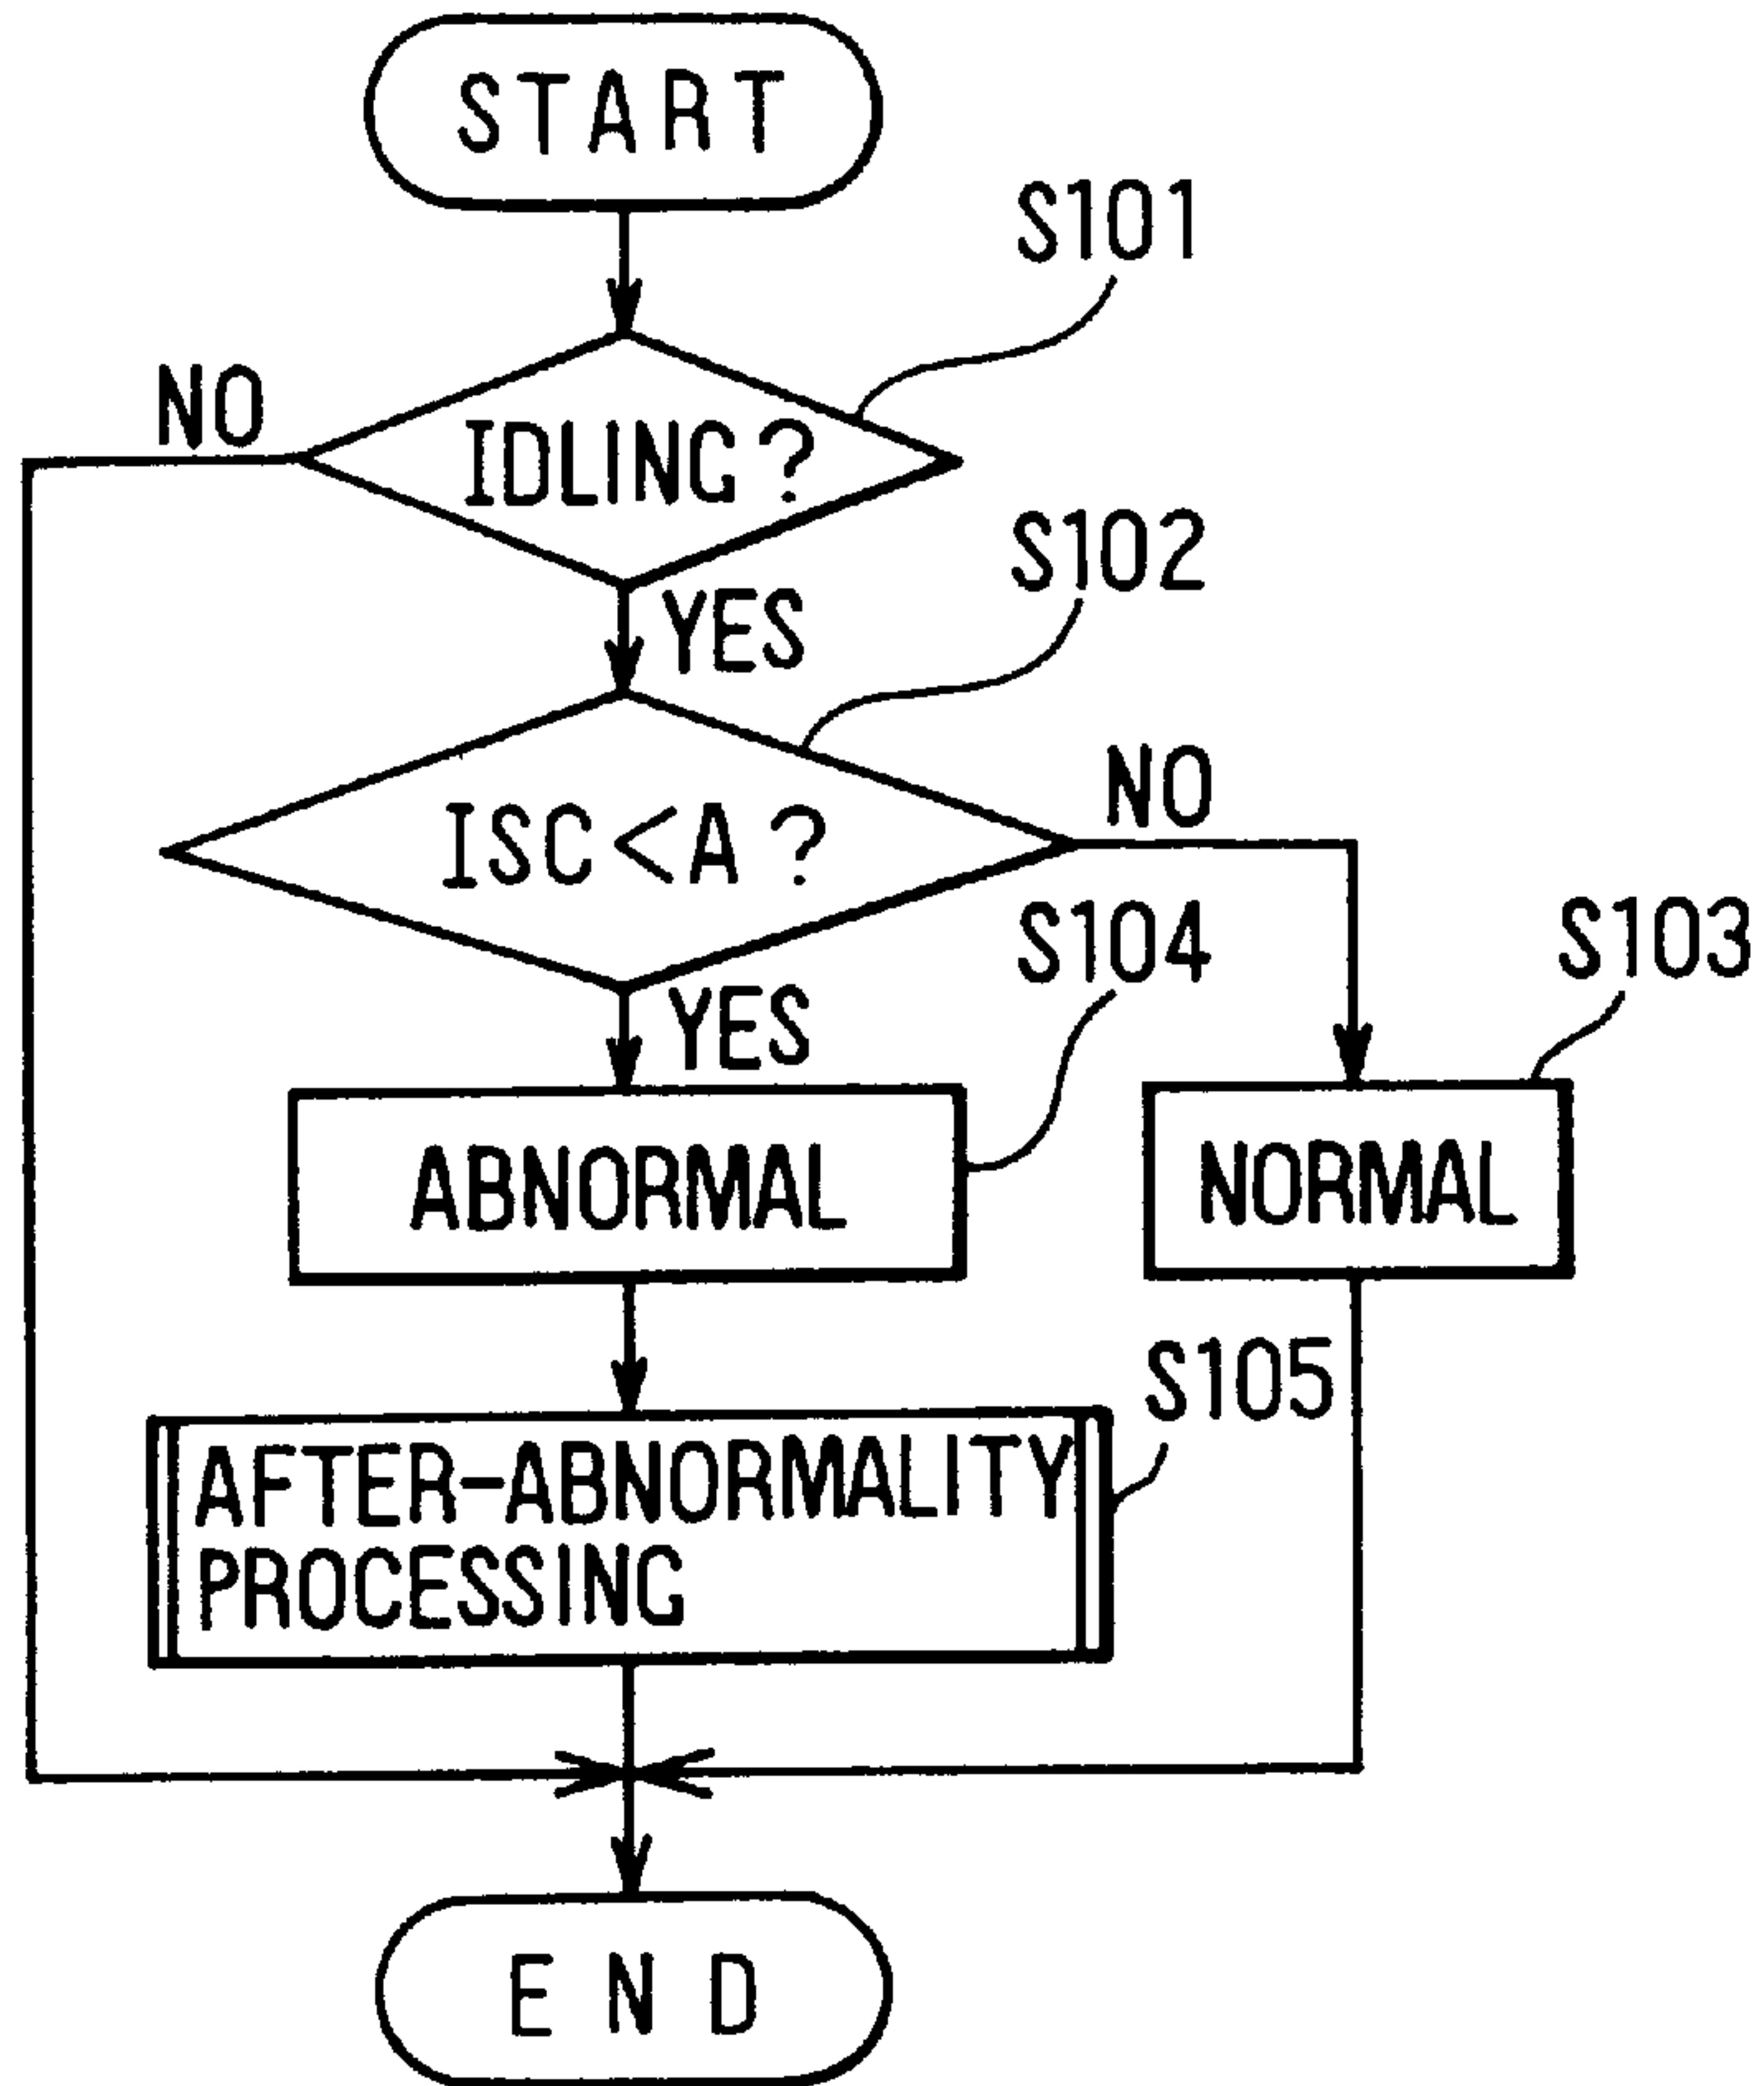 START
S101
NO
IDLING?
S102
YES
NO
ISC<A?
S104
S103
YES
ABNORMAL
NORMAL
S105
AFTER-ABNORMALITY
PROCESSING
END